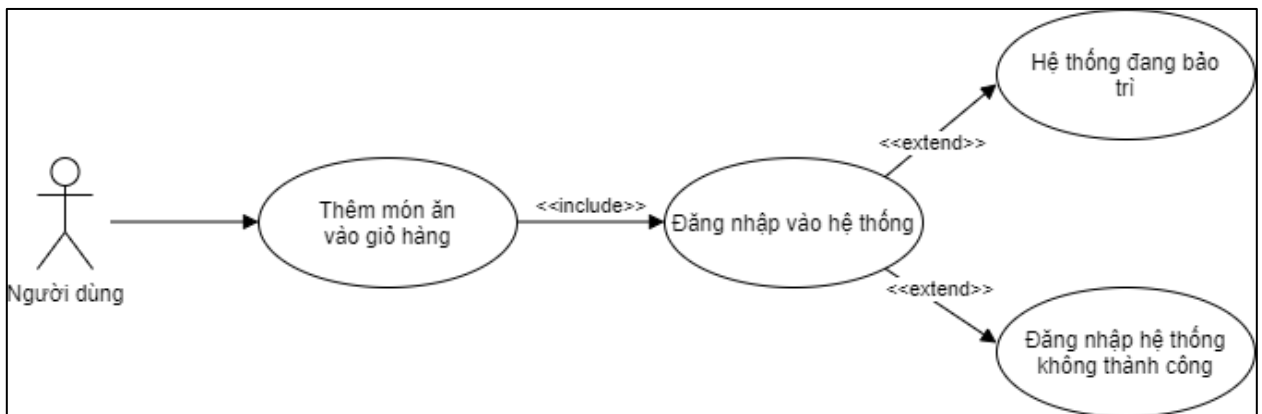 Người dùng
Thêm món ăn
vào giỏ hàng
<<include>>
Đăng nhập vào hệ thống
<<extend>>
Hệ thống đang bảo
trì
<<extend>>
Đăng nhập hệ thống
không thành công